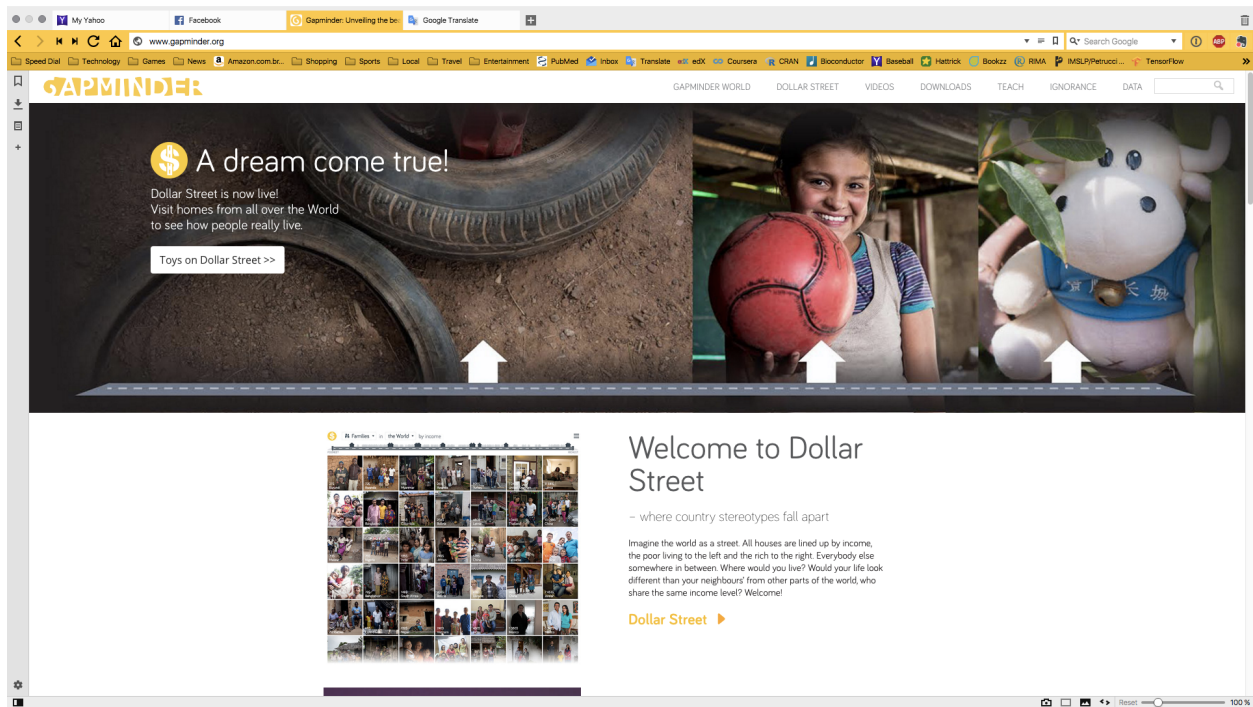 My Yahoo
Facebook
Gapminder: Unveiling the be
Google Translate
www.gapminder.org
Search Google
Speed Dial Technology Games News Amazon.com.br... Shopping Sports Local Travel Entertainment PubMed Inbox Translate edX Coursera CRAN Bioconductor Baseball Hattrick Bookzz RIMA IMSLP/Petrucci... TensorFlow
GAPMINDER
GAPMINDER WORLD DOLLAR STREET VIDEOS DOWNLOADS TEACH IGNORANCE DATA
A dream come true!
Dollar Street is now live!
Visit homes from all over the World
to see how people really live.
Toys on Dollar Street >>
长城
Families in the World by income
Welcome to Dollar
Street
– where country stereotypes fall apart
Imagine the world as a street. All houses are lined up by income,
the poor living to the left and the rich to the right. Everybody else
somewhere in between. Where would you live? Would your life look
different than your neighbours' from other parts of the world, who
share the same income level? Welcome!
Dollar Street
Reset 100 %